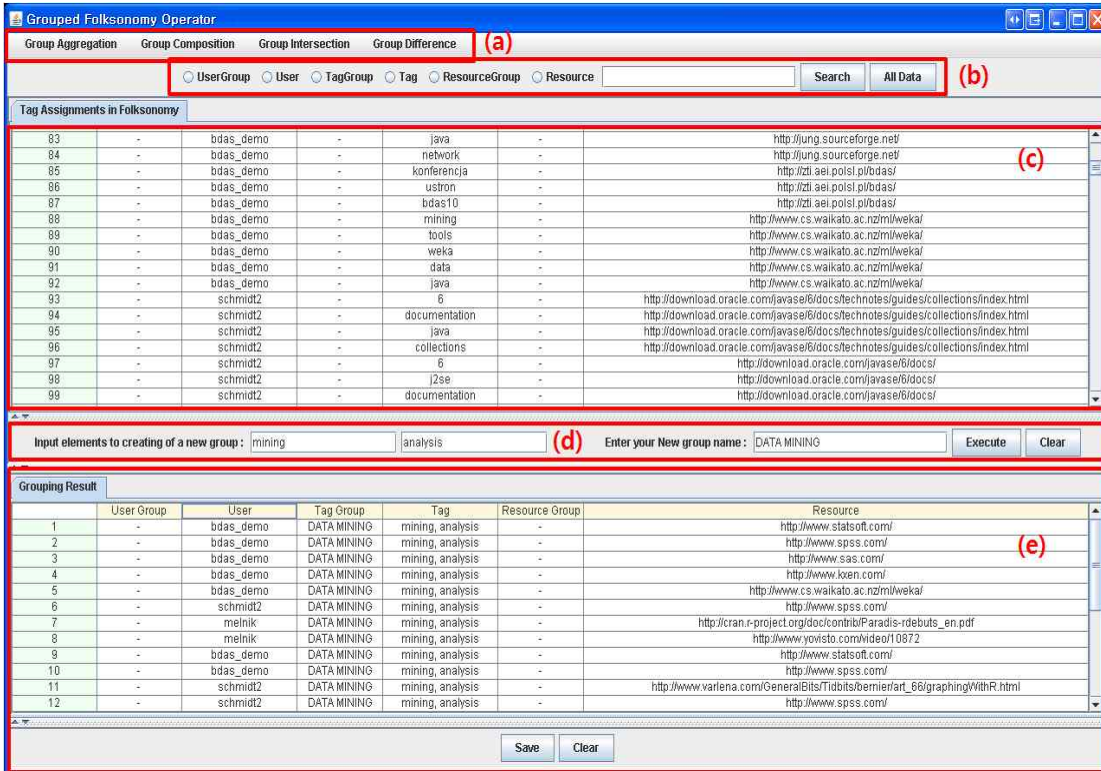 Grouped Folksonomy Operator
Group Aggregation Group Composition Group Intersection Group Difference (a)
UserGroup User TagGroup Tag ResourceGroup Resource Search All Data (b)
Tag Assignments in Folksonomy
83 - bdas_demo - java - http://jung.sourceforge.net/
84 - bdas_demo - network - http://jung.sourceforge.net/
(c)
85 - bdas_demo - konferencja - http://zti.aei.polsl.pl/bdas/
86 - bdas_demo - ustron - http://zti.aei.polsl.pl/bdas/
87 - bdas_demo - bdas10 - http://zti.aei.polsl.pl/bdas/
88 - bdas_demo - mining - http://www.cs.waikato.ac.nz/ml/weka/
89 - bdas_demo - tools - http://www.cs.waikato.ac.nz/ml/weka/
90 - bdas_demo - weka - http://www.cs.waikato.ac.nz/ml/weka/
91 - bdas_demo - data - http://www.cs.waikato.ac.nz/ml/weka/
92 - bdas_demo - java - http://www.cs.waikato.ac.nz/ml/weka/
93 - schmidt2 - 6 - http://download.oracle.com/javase/6/docs/technotes/guides/collections/index.html
94 - schmidt2 - documentation - http://download.oracle.com/javase/6/docs/technotes/guides/collections/index.html
95 - schmidt2 - java - http://download.oracle.com/javase/6/docs/technotes/guides/collections/index.html
96 - schmidt2 - collections - http://download.oracle.com/javase/6/docs/technotes/guides/collections/index.html
97 - schmidt2 - 6 - http://download.oracle.com/javase/6/docs/
98 - schmidt2 - j2se - http://download.oracle.com/javase/6/docs/
99 - schmidt2 - documentation - http://download.oracle.com/javase/6/docs/
Input elements to creating of a new group : mining analysis (d) Enter your New group name : DATA MINING Execute Clear
Grouping Result
User Group User Tag Group Tag Resource Group Resource
1 - bdas_demo DATA MINING mining, analysis - http://www.statsoft.com/
2 - bdas_demo DATA MINING mining, analysis - http://www.spss.com/
(e)
3 - bdas_demo DATA MINING mining, analysis - http://www.sas.com/
4 - bdas_demo DATA MINING mining, analysis - http://www.kxen.com/
5 - bdas_demo DATA MINING mining, analysis - http://www.cs.waikato.ac.nz/ml/weka/
6 - schmidt2 DATA MINING mining, analysis - http://www.spss.com/
7 - melnik DATA MINING mining, analysis - http://cran.r-project.org/doc/contrib/Paradis-rdebuts_en.pdf
8 - melnik DATA MINING mining, analysis - http://www.yovisto.com/video/10872
9 - bdas_demo DATA MINING mining, analysis - http://www.statsoft.com/
10 - bdas_demo DATA MINING mining, analysis - http://www.spss.com/
11 - schmidt2 DATA MINING mining, analysis - http://www.varlena.com/GeneralBits/Tidbits/bernier/art_66/graphingWithR.html
12 - schmidt2 DATA MINING mining, analysis - http://www.spss.com/
Save Clear